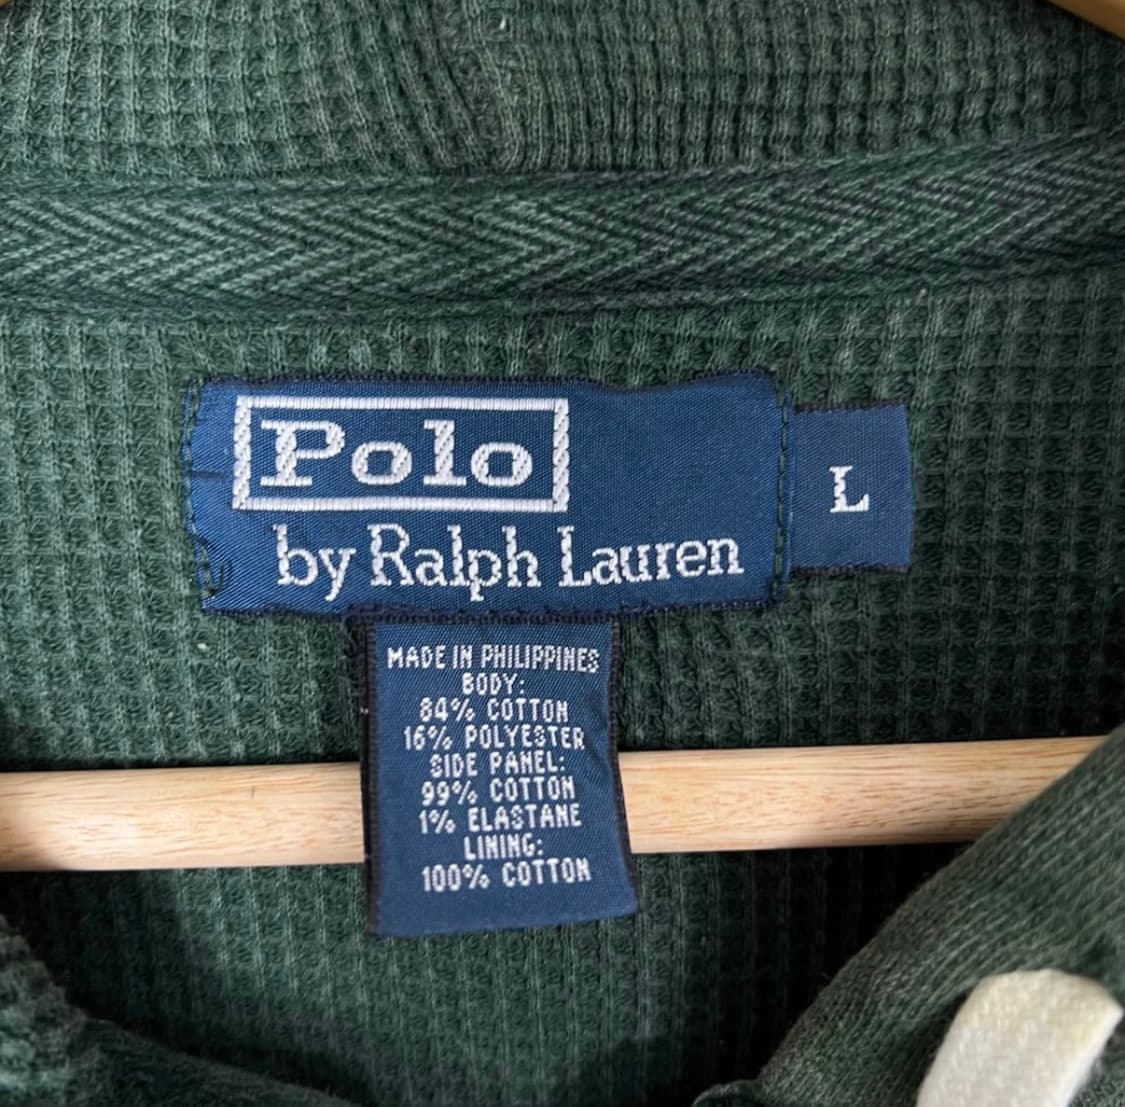 Polo
by Ralph Lauren
L
MADE IN PHILIPPINES
BODY:
84% COTTON
16% POLYESTER
SIDE PANEL:
99% COTTON
1% ELASTANE
LINING:
100% COTTON